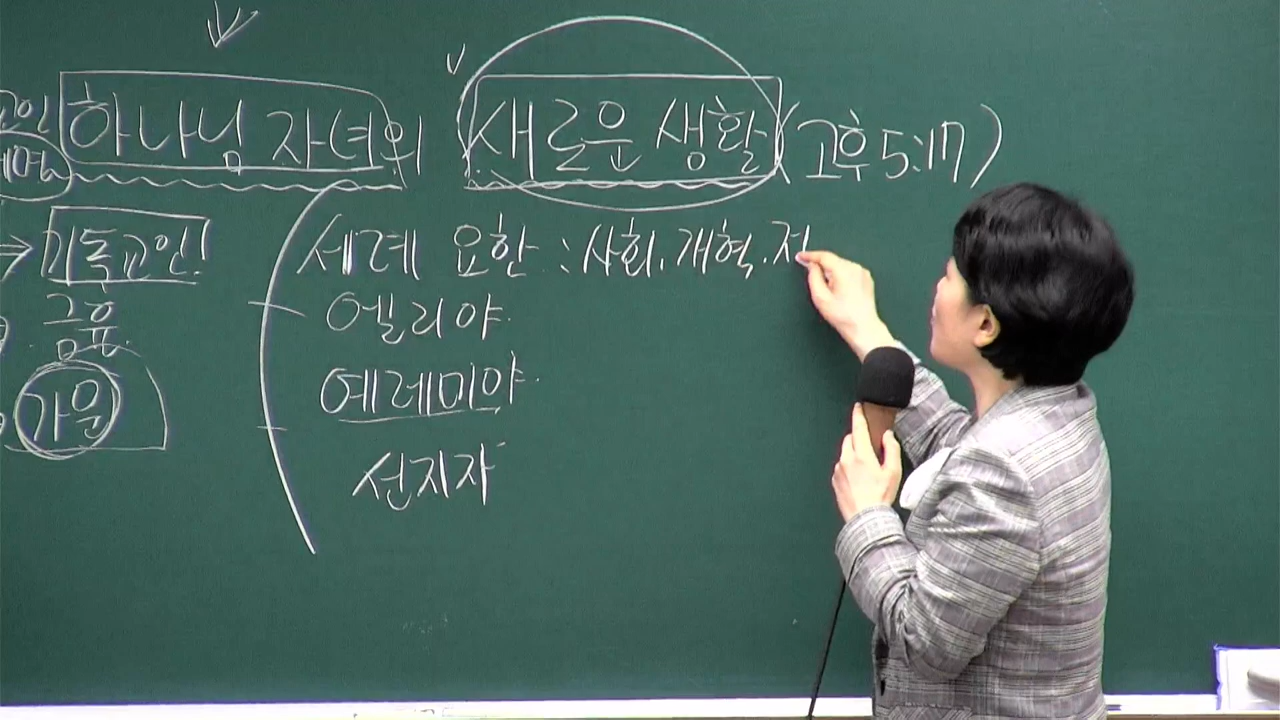 하나님 자녀의 새로운 생활 (고후 5:17)
기독교인!
금욜
가운
세례 요한 : 사회. 개혁. 저
엘리야
예레미야
선지자